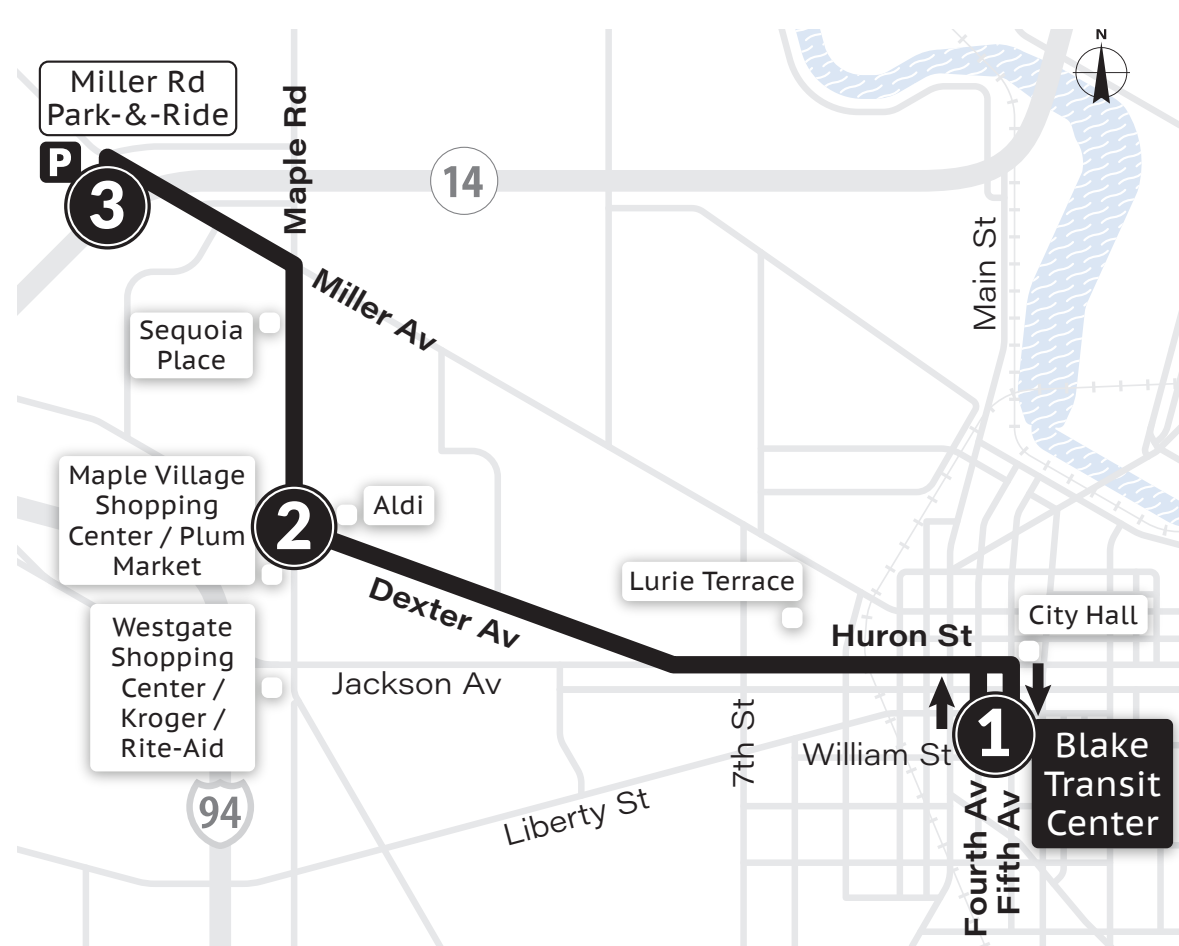 N
Miller Rd
Park-&-Ride
P
3
Maple Rd
14
Main St
Miller Av
Sequoia
Place
Maple Village
Shopping
Center / Plum
Market
2
Aldi
Dexter Av
Lurie Terrace
City Hall
Huron St
Westgate
Shopping
Center /
Kroger /
Rite-Aid
Jackson Av
7th St
William St
1
Blake
Transit
Center
94
Liberty St
Fourth Av
Fifth Av